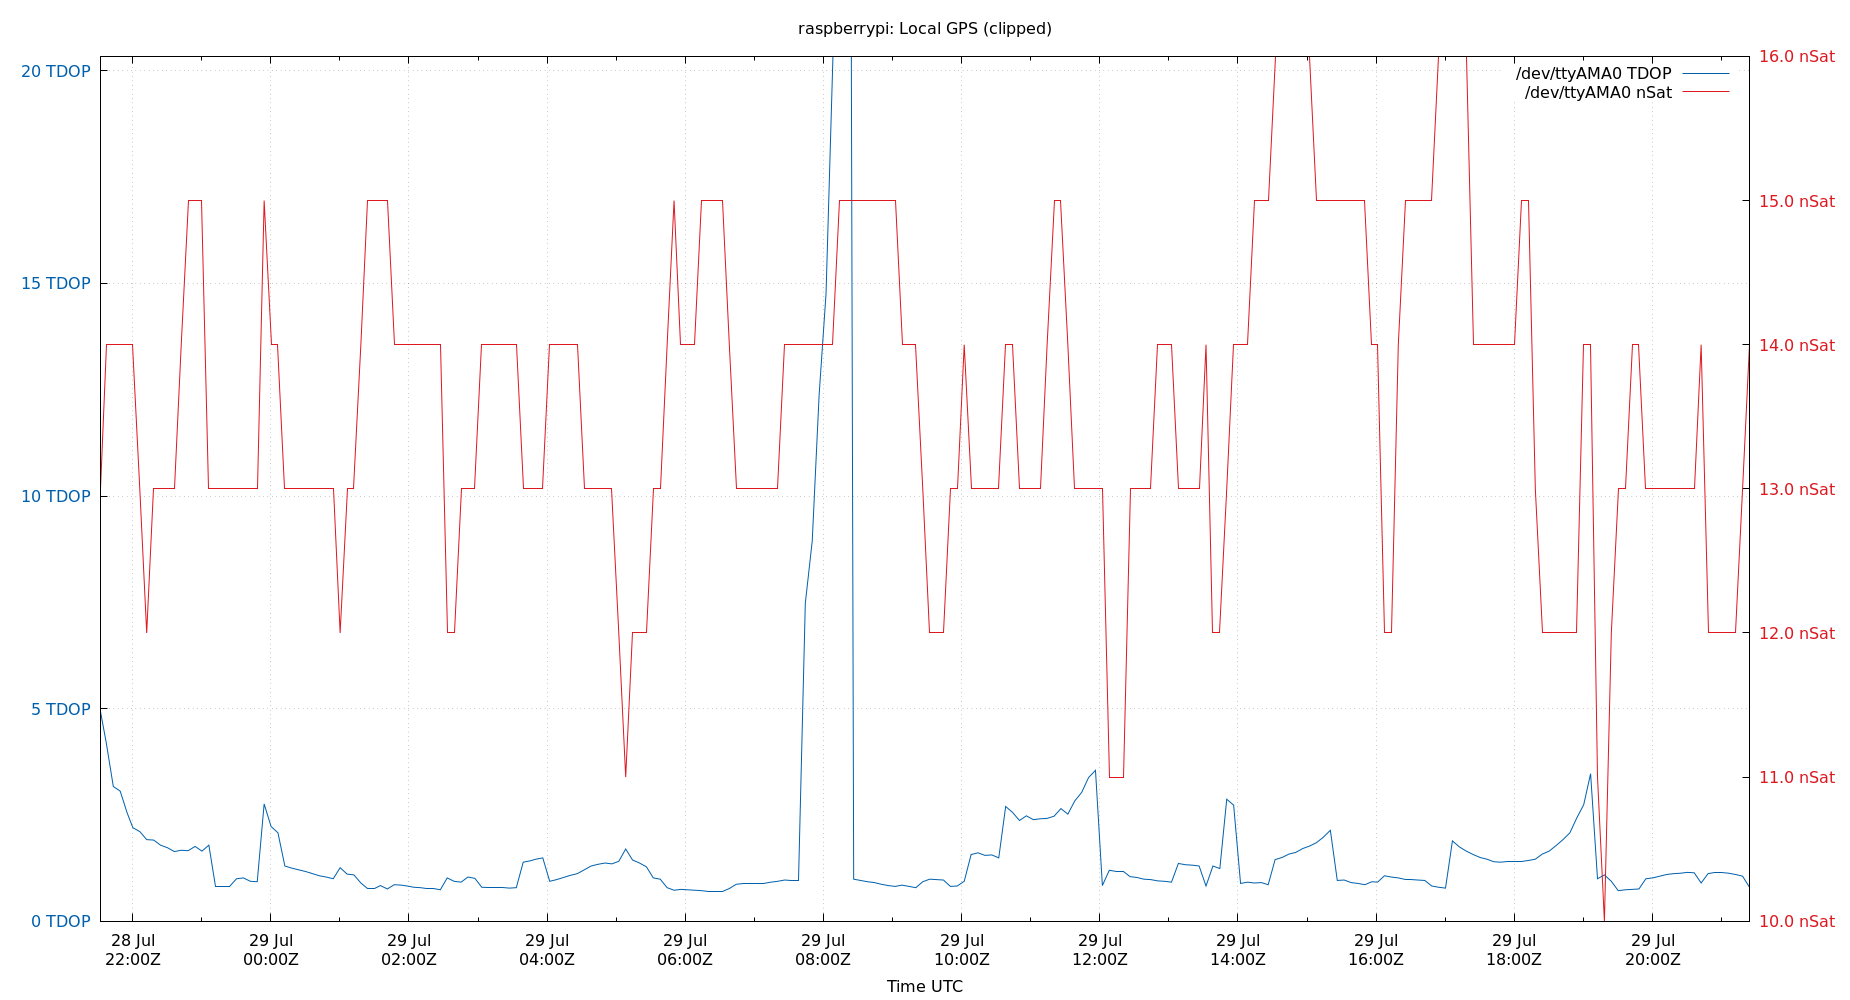 raspberrypi: Local GPS (clipped)
20 TDOP
15 TDOP
10 TDOP
5 TDOP
0 TDOP
16.0 nSat
15.0 nSat
14.0 nSat
13.0 nSat
12.0 nSat
11.0 nSat
10.0 nSat
/dev/ttyAMA0 TDOP
/dev/ttyAMA0 nSat
28 Jul 29 Jul 29 Jul 29 Jul 29 Jul 29 Jul 29 Jul 29 Jul 29 Jul 29 Jul 29 Jul 29 Jul
22:00Z 00:00Z 02:00Z 04:00Z 06:00Z 08:00Z 10:00Z 12:00Z 14:00Z 16:00Z 18:00Z 20:00Z
Time UTC